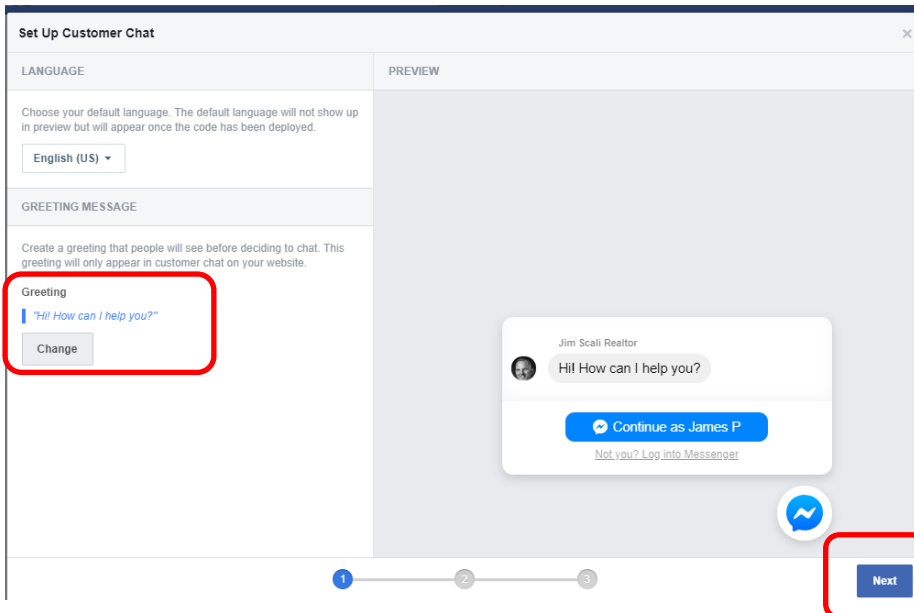 Set Up Customer Chat
×
LANGUAGE
Choose your default language. The default language will not show up
in preview but will appear once the code has been deployed.
English (US)
GREETING MESSAGE
Create a greeting that people will see before deciding to chat. This
greeting will only appear in customer chat on your website.
Greeting
"Hi! How can I help you?"
Change
PREVIEW
Jim Scali Realtor
Hi! How can I help you?
Continue as James P
Not you? Log into Messenger
1
2
3
Next